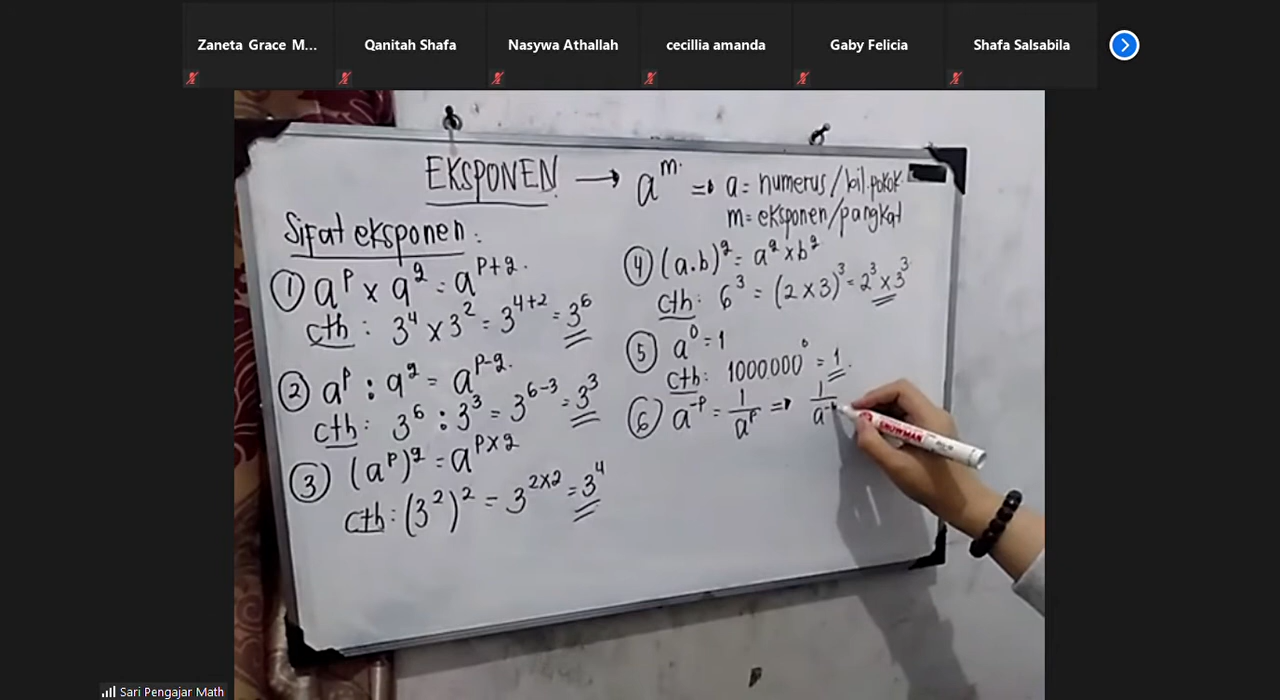 Zaneta Grace M...
Qanitah Shafa
Nasywa Athallah
cecillia amanda
Gaby Felicia
Shafa Salsabila
EKSPONEN → a^m ⇒ a = numerus/bil.pokok
m = eksponen/pangkat
Sifat eksponen :
① a^p x a^q = a^(p+q)
cth : 3^4 x 3^2 = 3^(4+2) = 3^6
② a^p : a^q = a^(p-q)
cth : 3^6 : 3^3 = 3^(6-3) = 3^3
③ (a^p)^q = a^(p x q)
cth : (3^2)^2 = 3^(2x2) = 3^4
④ (a.b)^q = a^q x b^q
cth : 6^3 = (2 x 3)^3 = 2^3 x 3^3
⑤ a^0 = 1
cth : 1000.000^0 = 1
⑥ a^-p = 1/a^p ⇒ 1/a^-
SNOWMAN
Sari Pengajar Math